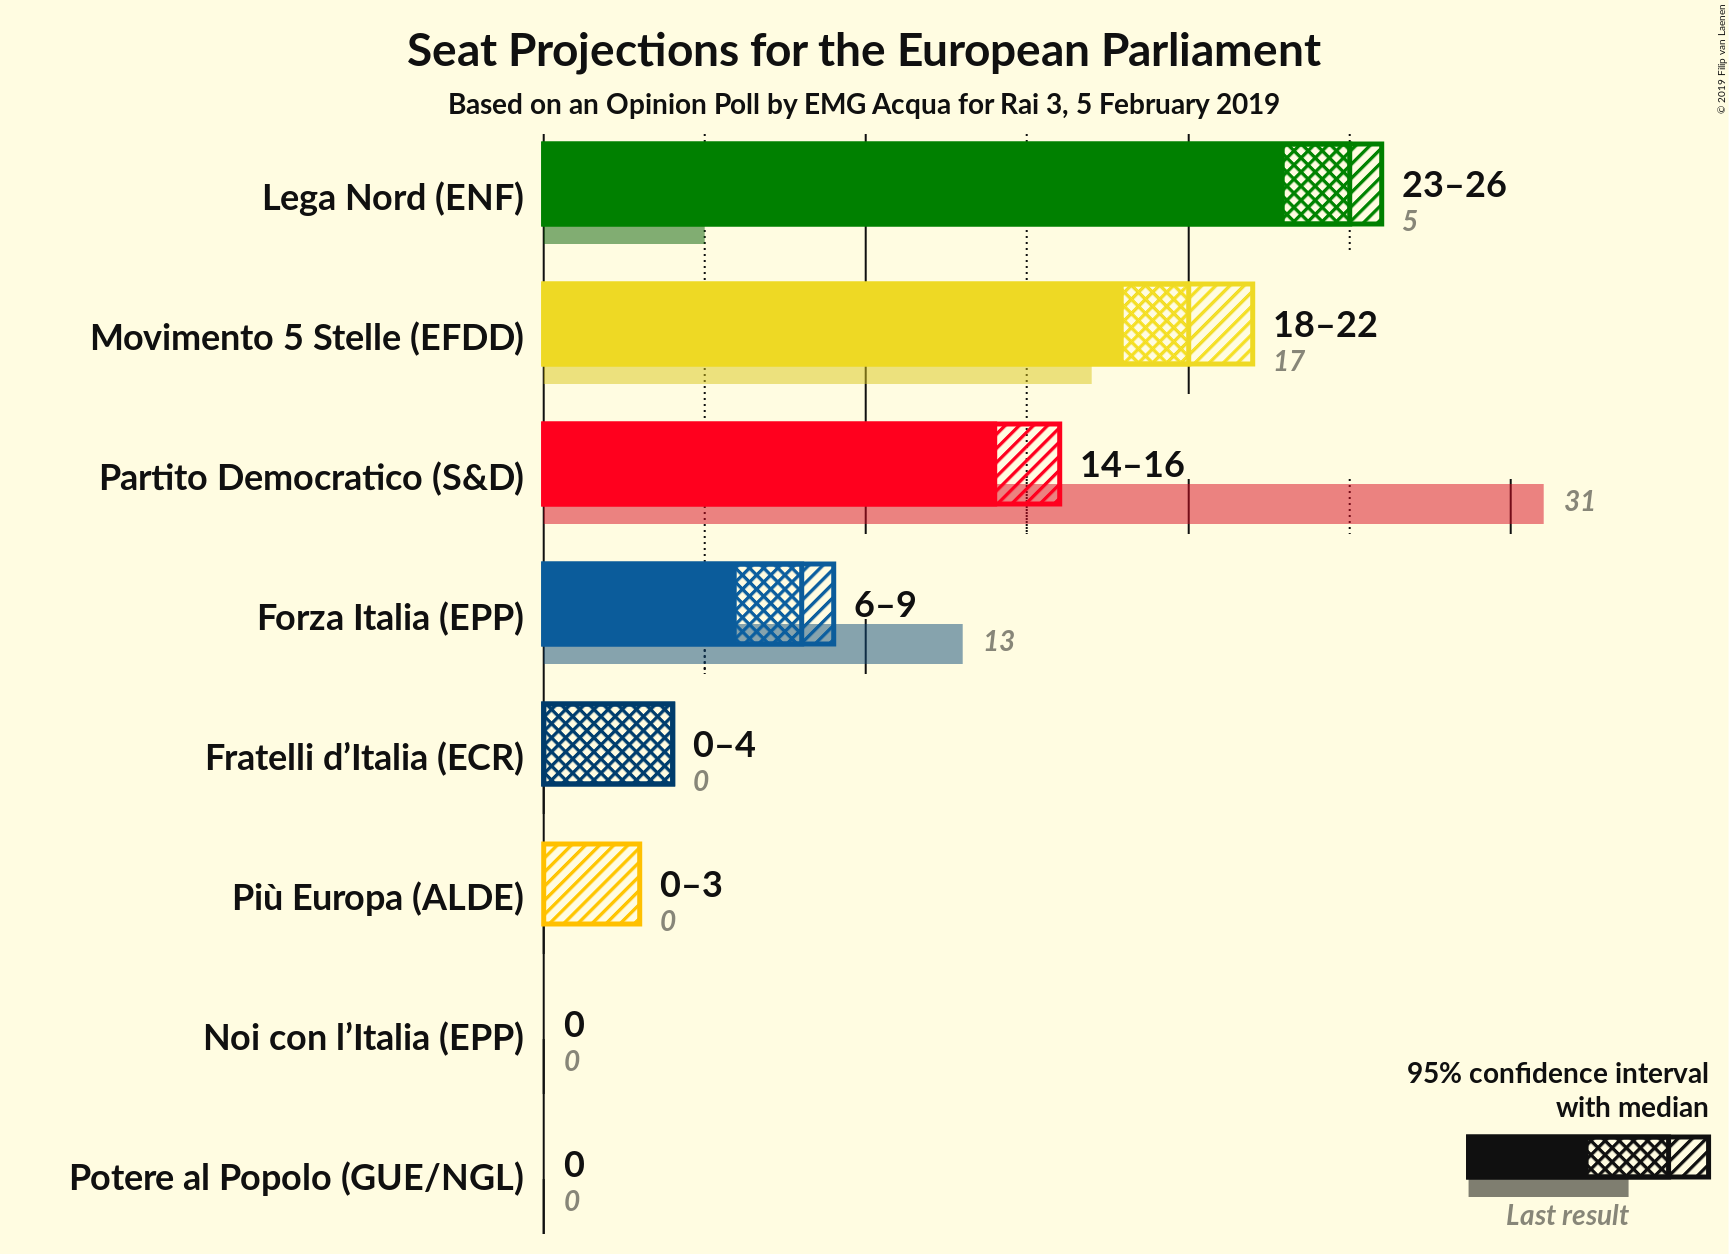 Seat Projections for the European Parliament
Based on an Opinion Poll by EMG Acqua for Rai 3, 5 February 2019
© 2019 Filip van Laenen
Lega Nord (ENF)
23–26
5
Movimento 5 Stelle (EFDD)
18–22
17
Partito Democratico (S&D)
14–16
31
Forza Italia (EPP)
6–9
13
Fratelli d’Italia (ECR)
0–4
0
Più Europa (ALDE)
0–3
0
Noi con l’Italia (EPP)
0
0
Potere al Popolo (GUE/NGL)
0
0
95% confidence interval
with median
Last result